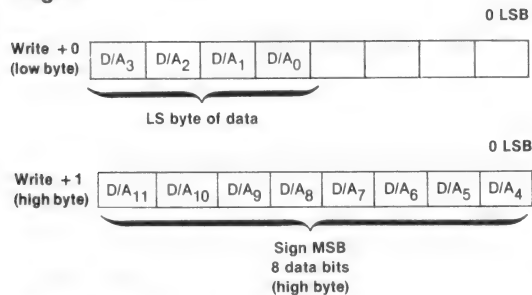 0 LSB
Write + 0
(low byte)
D/A3 D/A2 D/A1 D/A0
LS byte of data
0 LSB
Write + 1
(high byte)
D/A11 D/A10 D/A9 D/A8 D/A7 D/A6 D/A5 D/A4
Sign MSB
8 data bits
(high byte)